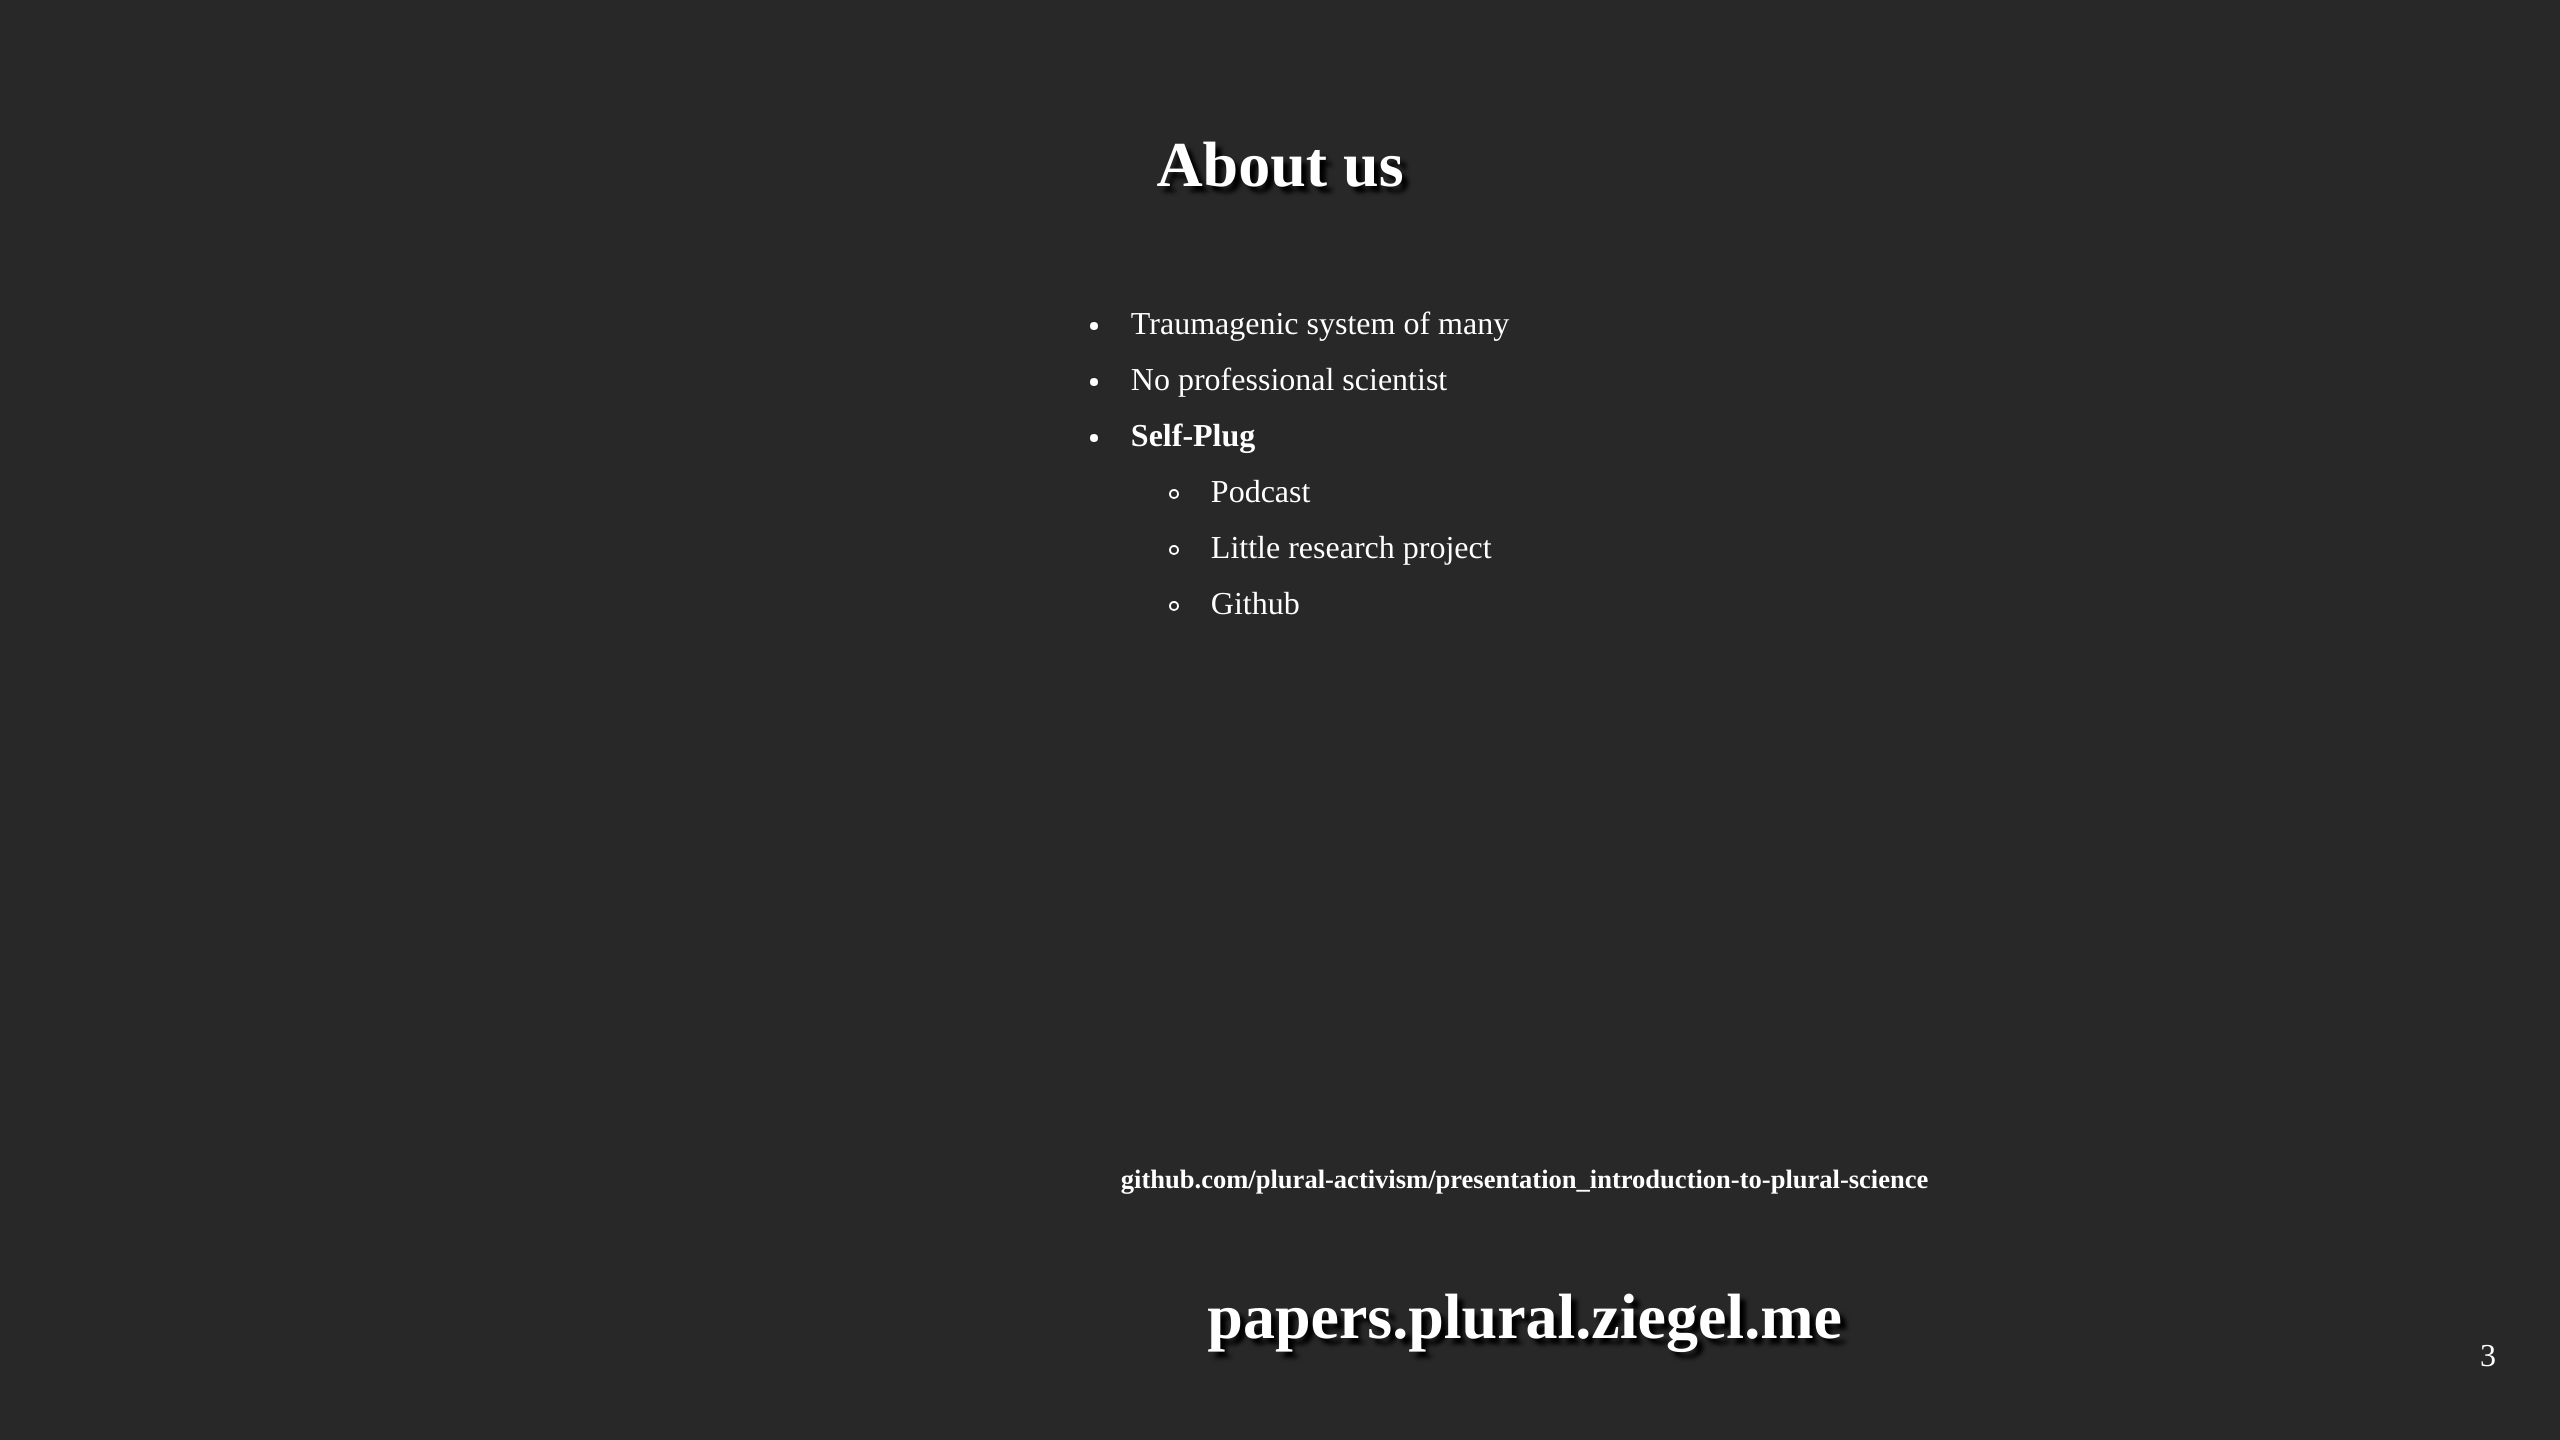 About us
Traumagenic system of many
No professional scientist
Self-Plug
Podcast
Little research project
Github
github.com/plural-activism/presentation_introduction-to-plural-science
papers.plural.ziegel.me
3